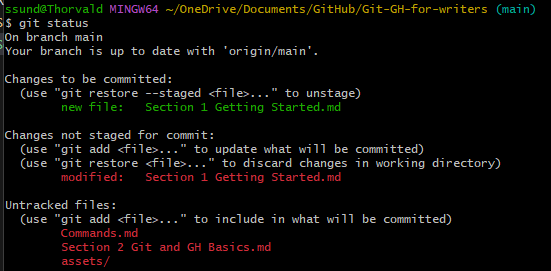 ssund@Thorvald MINGW64 ~/OneDrive/Documents/GitHub/Git-GH-for-writers (main)
$ git status
On branch main
Your branch is up to date with 'origin/main'.

Changes to be committed:
  (use "git restore --staged <file>..." to unstage)
        new file:   Section 1 Getting Started.md

Changes not staged for commit:
  (use "git add <file>..." to update what will be committed)
  (use "git restore <file>..." to discard changes in working directory)
        modified:   Section 1 Getting Started.md

Untracked files:
  (use "git add <file>..." to include in what will be committed)
        Commands.md
        Section 2 Git and GH Basics.md
        assets/